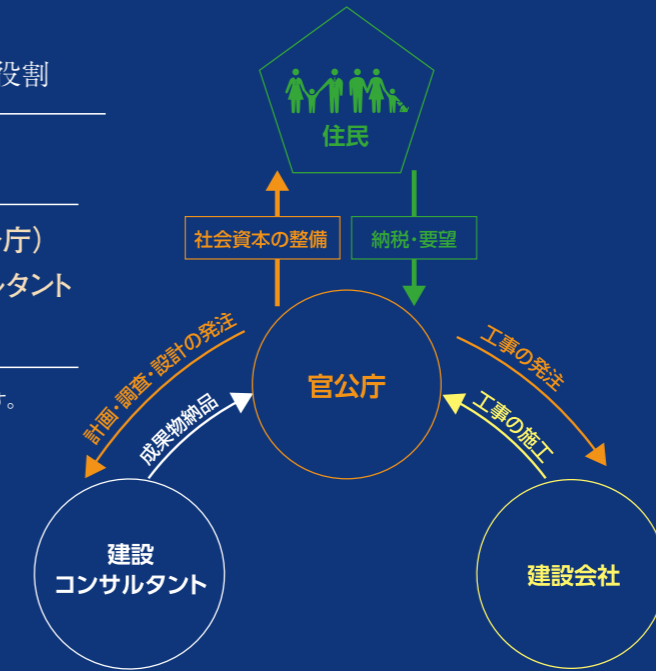 役割
庁）
ルタント
す。
住民
社会資本の整備
納税・要望
官公庁
計画・調査・設計の発注
成果物納品
工事の発注
工事の施工
建設
コンサルタント
建設会社